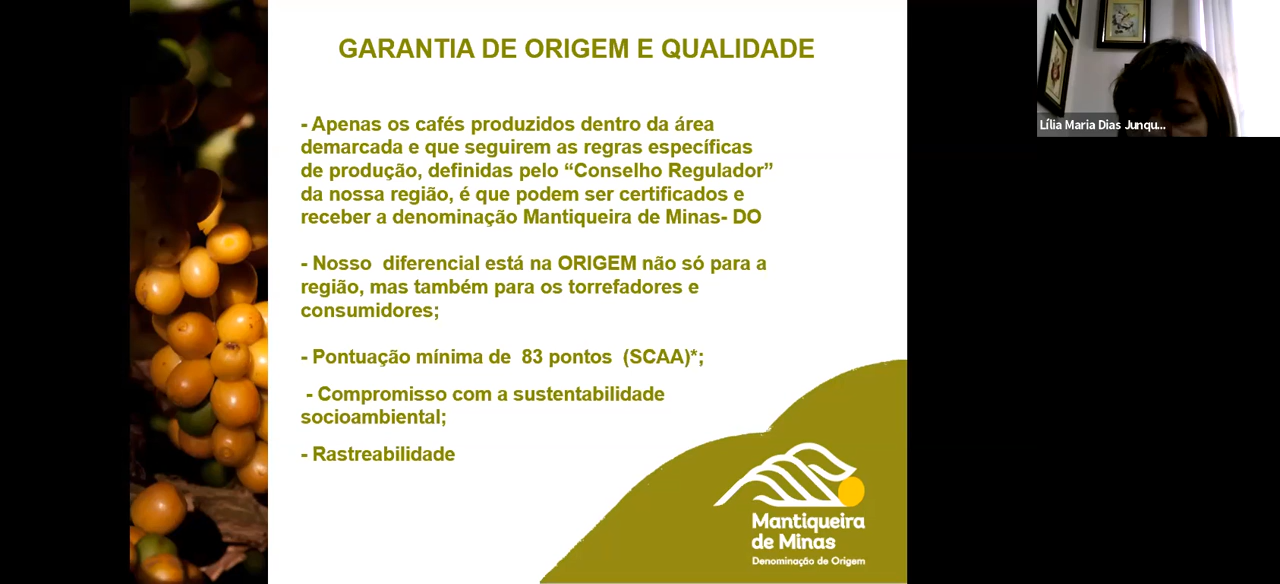 GARANTIA DE ORIGEM E QUALIDADE
- Apenas os cafés produzidos dentro da área
demarcada e que seguirem as regras específicas
de produção, definidas pelo “Conselho Regulador”
da nossa região, é que podem ser certificados e
receber a denominação Mantiqueira de Minas- DO
- Nosso diferencial está na ORIGEM não só para a
região, mas também para os torrefadores e
consumidores;
- Pontuação mínima de 83 pontos (SCAA)*;
- Compromisso com a sustentabilidade
socioambiental;
- Rastreabilidade
Mantiqueira
de Minas
Denominação de Origem
Lília Maria Dias Junqu...